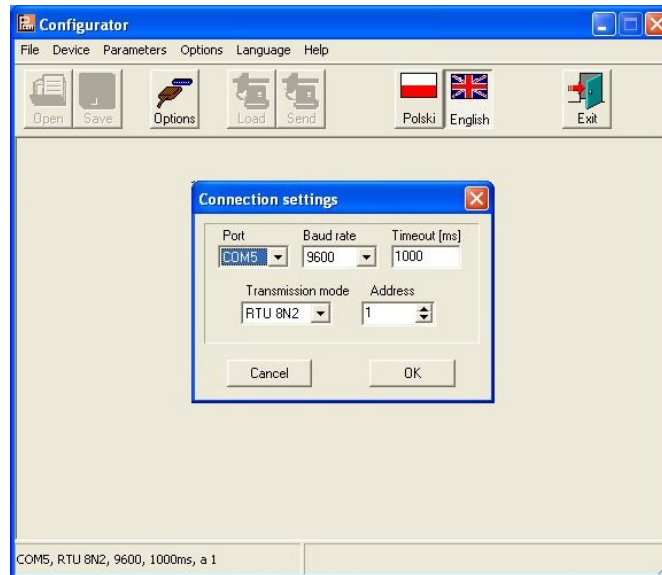 Configurator
File Device Parameters Options Language Help
Open Save Options Load Send Polski English Exit
Connection settings
Port Baud rate Timeout [ms]
COM5 9600 1000
Transmission mode Address
RTU 8N2 1
Cancel OK
COM5, RTU 8N2, 9600, 1000ms, a 1